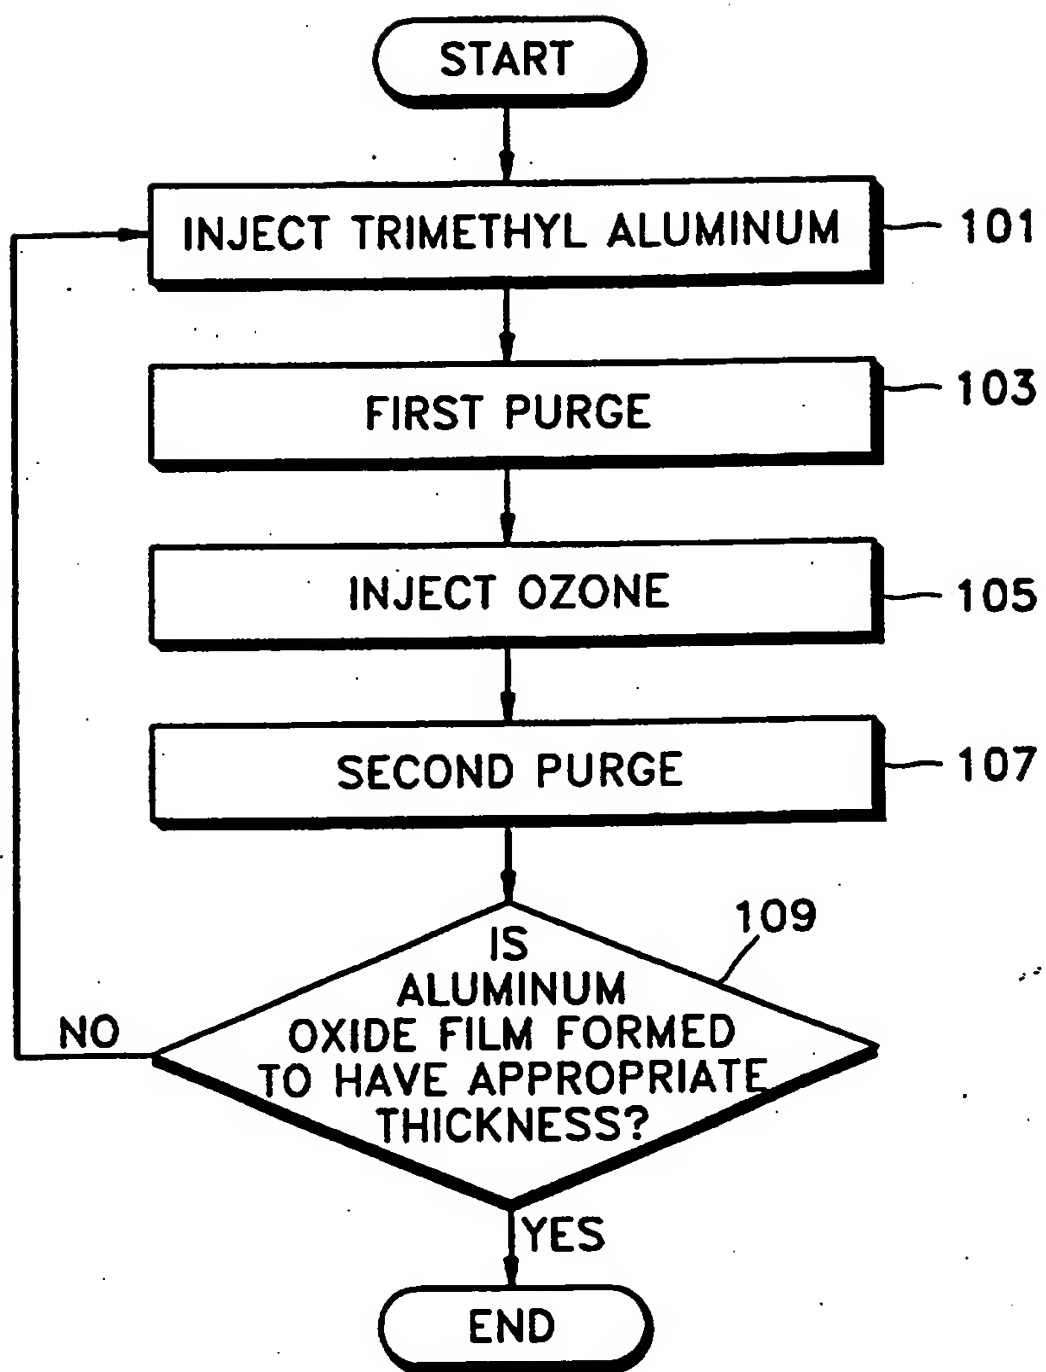 START
INJECT TRIMETHYL ALUMINUM
101
FIRST PURGE
103
INJECT OZONE
105
SECOND PURGE
107
109
IS
ALUMINUM
OXIDE FILM FORMED
TO HAVE APPROPRIATE
THICKNESS?
NO
YES
END